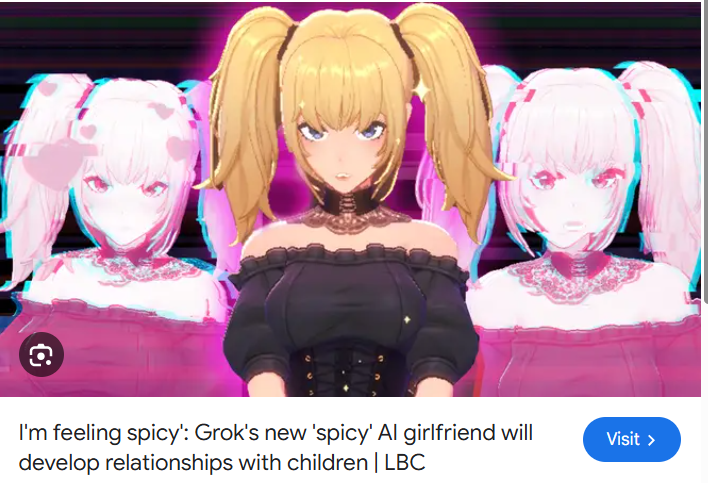 I'm feeling spicy': Grok's new 'spicy' AI girlfriend will
develop relationships with children | LBC
Visit